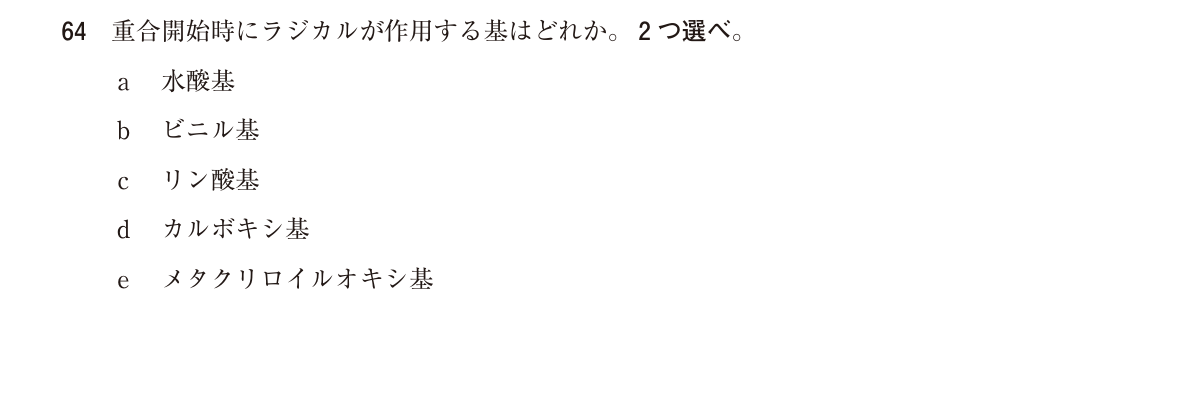 64 重合開始時にラジカルが作用する基はどれか。2つ選べ。
a 水酸基
b ビニル基
c リン酸基
d カルボキシ基
e メタクリロイルオキシ基